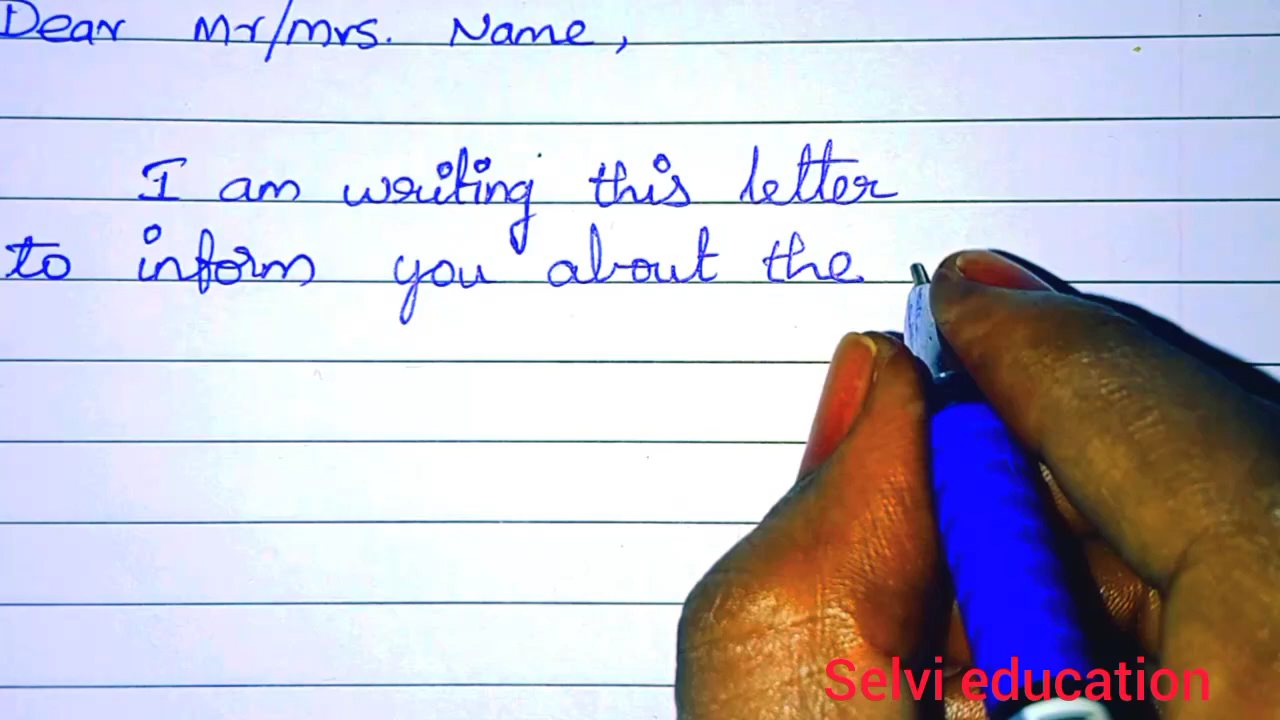 Dear Mr/Mrs. Name,
I am writing this letter
to inform you about the
Selvi education